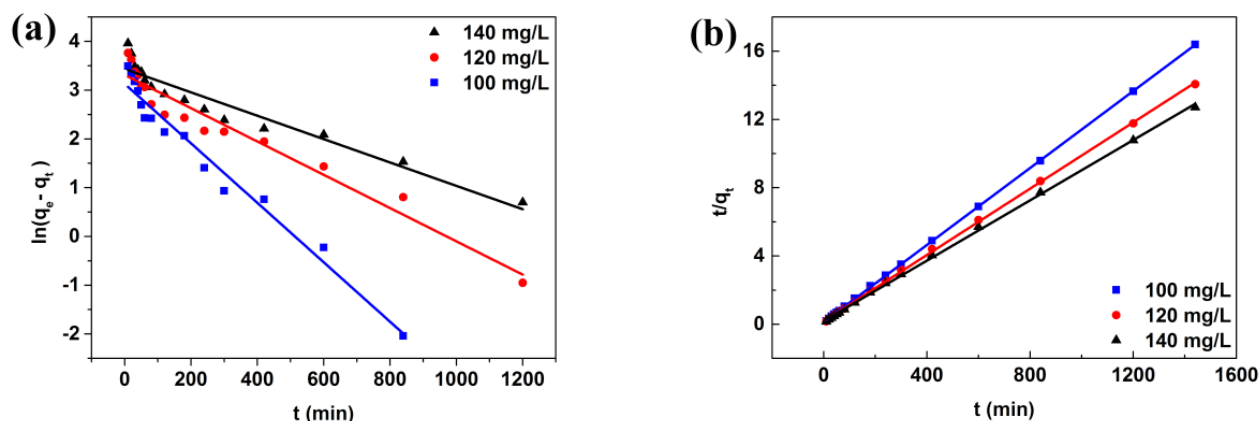 (a)
4
3
2
1
0
-1
-2
ln(qₑ - qₜ)
140 mg/L
120 mg/L
100 mg/L
0 200 400 600 800 1000 1200
t (min)
(b)
16
12
8
4
0
t/qₜ
100 mg/L
120 mg/L
140 mg/L
0 400 800 1200 1600
t (min)